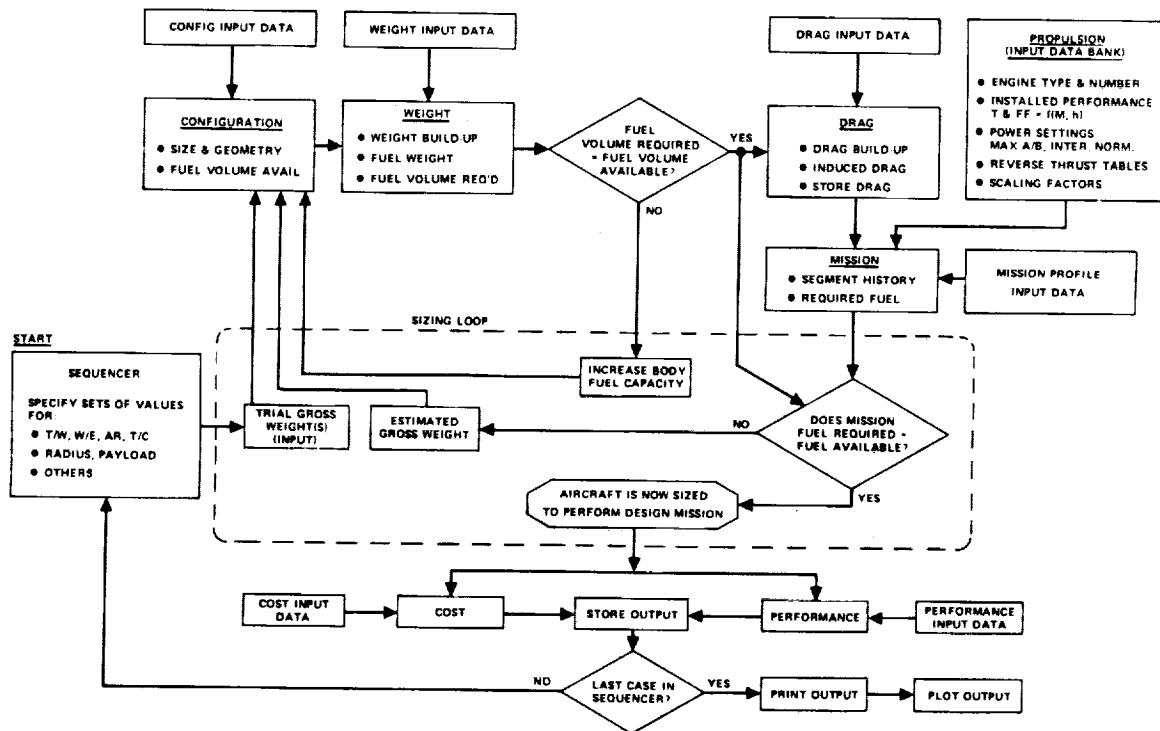 CONFIG INPUT DATA
WEIGHT INPUT DATA
DRAG INPUT DATA
PROPULSION
(INPUT DATA BANK)
● ENGINE TYPE & NUMBER
● INSTALLED PERFORMANCE
T & FF = f(M, h)
● POWER SETTINGS
MAX A/B, INTER. NORM.
● REVERSE THRUST TABLES
● SCALING FACTORS
CONFIGURATION
● SIZE & GEOMETRY
● FUEL VOLUME AVAIL
WEIGHT
● WEIGHT BUILD-UP
● FUEL WEIGHT
● FUEL VOLUME REQ'D
FUEL
VOLUME REQUIRED
= FUEL VOLUME
AVAILABLE?
YES
NO
DRAG
● DRAG BUILD-UP
● INDUCED DRAG
● STORE DRAG
MISSION
● SEGMENT HISTORY
● REQUIRED FUEL
MISSION PROFILE
INPUT DATA
SIZING LOOP
START
SEQUENCER
SPECIFY SETS OF VALUES
FOR
● T/W, W/E, AR, T/C
● RADIUS, PAYLOAD
● OTHERS
TRIAL GROSS
WEIGHT(S)
(INPUT)
ESTIMATED
GROSS WEIGHT
INCREASE BODY
FUEL CAPACITY
NO
DOES MISSION
FUEL REQUIRED =
FUEL AVAILABLE?
YES
AIRCRAFT IS NOW SIZED
TO PERFORM DESIGN MISSION
COST INPUT
DATA
COST
STORE OUTPUT
PERFORMANCE
PERFORMANCE
INPUT DATA
NO
LAST CASE IN
SEQUENCER?
YES
PRINT OUTPUT
PLOT OUTPUT